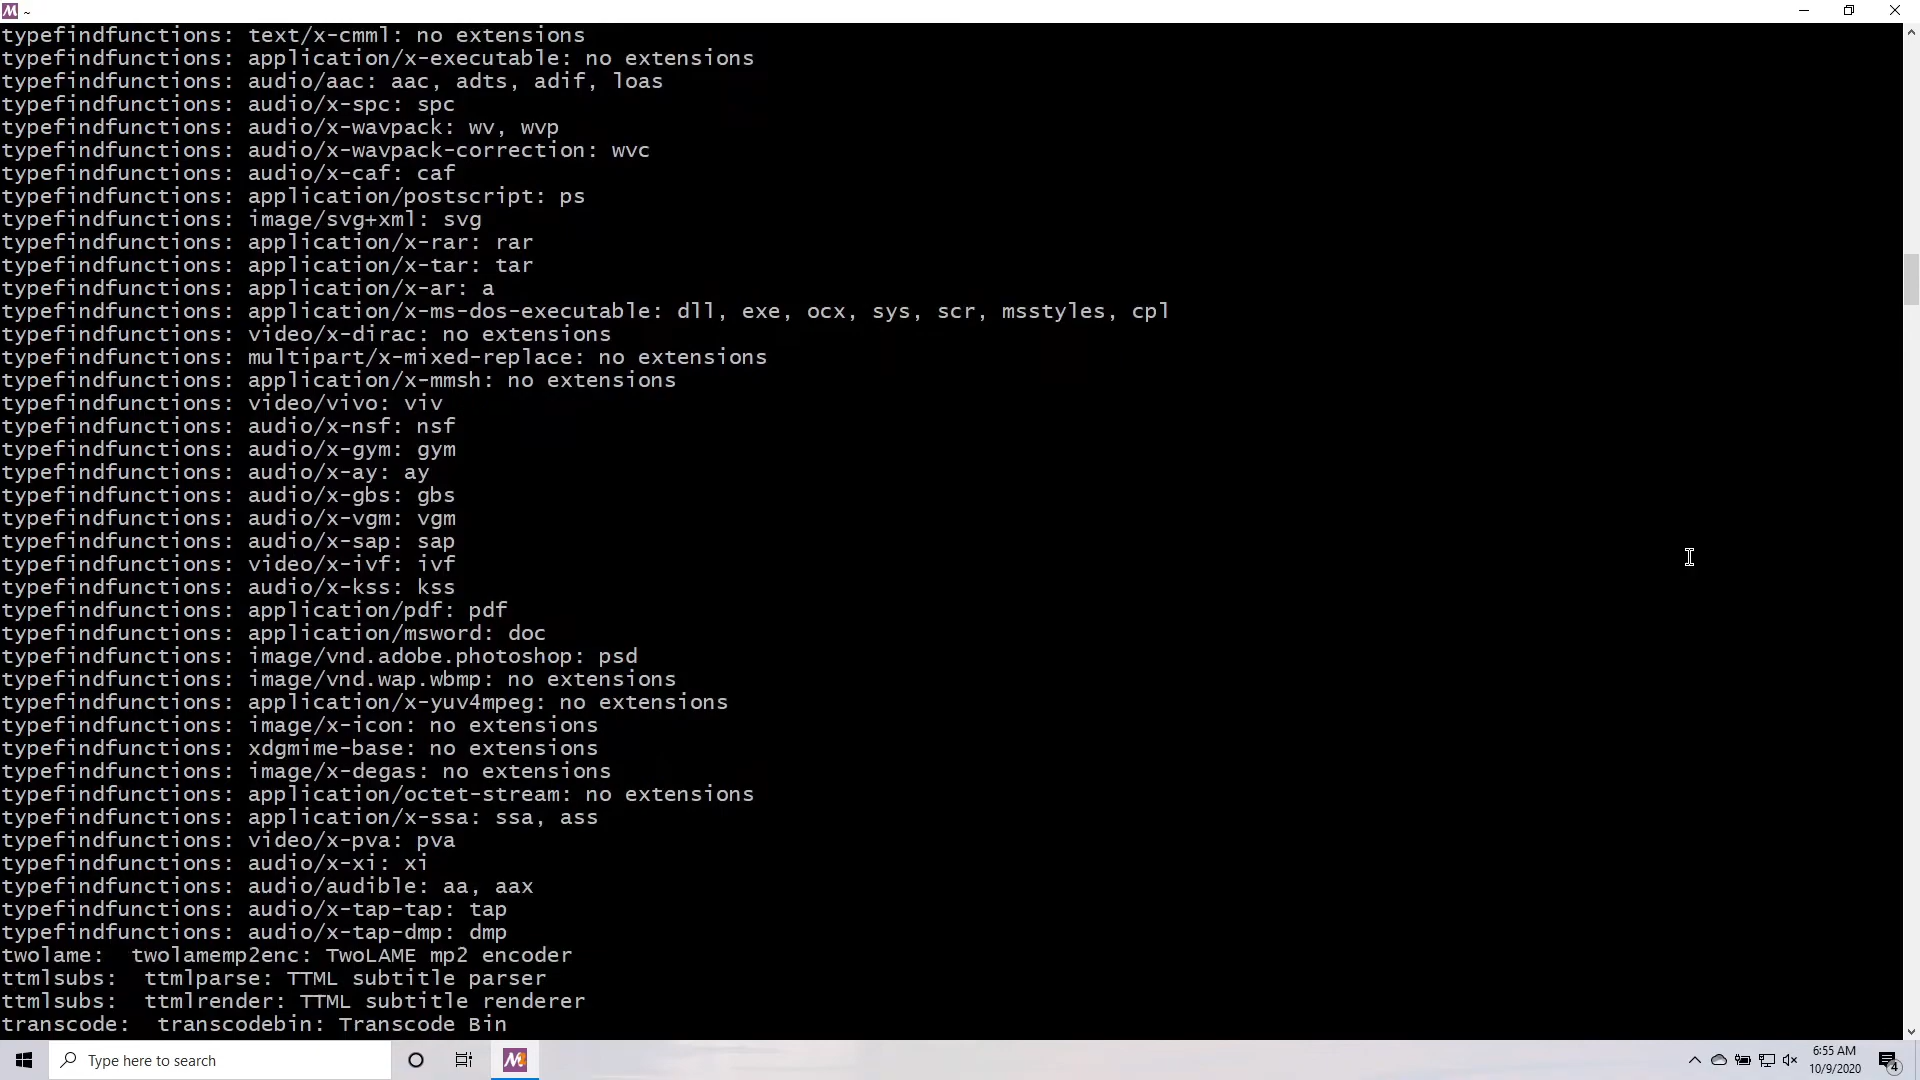 ~
typefindfunctions: text/x-cmml: no extensions
typefindfunctions: application/x-executable: no extensions
typefindfunctions: audio/aac: aac, adts, adif, loas
typefindfunctions: audio/x-spc: spc
typefindfunctions: audio/x-wavpack: wv, wvp
typefindfunctions: audio/x-wavpack-correction: wvc
typefindfunctions: audio/x-caf: caf
typefindfunctions: application/postscript: ps
typefindfunctions: image/svg+xml: svg
typefindfunctions: application/x-rar: rar
typefindfunctions: application/x-tar: tar
typefindfunctions: application/x-ar: a
typefindfunctions: application/x-ms-dos-executable: dll, exe, ocx, sys, scr, msstyles, cpl
typefindfunctions: video/x-dirac: no extensions
typefindfunctions: multipart/x-mixed-replace: no extensions
typefindfunctions: application/x-mmsh: no extensions
typefindfunctions: video/vivo: viv
typefindfunctions: audio/x-nsf: nsf
typefindfunctions: audio/x-gym: gym
typefindfunctions: audio/x-ay: ay
typefindfunctions: audio/x-gbs: gbs
typefindfunctions: audio/x-vgm: vgm
typefindfunctions: audio/x-sap: sap
typefindfunctions: video/x-ivf: ivf
typefindfunctions: audio/x-kss: kss
typefindfunctions: application/pdf: pdf
typefindfunctions: application/msword: doc
typefindfunctions: image/vnd.adobe.photoshop: psd
typefindfunctions: image/vnd.wap.wbmp: no extensions
typefindfunctions: application/x-yuv4mpeg: no extensions
typefindfunctions: image/x-icon: no extensions
typefindfunctions: xdgmime-base: no extensions
typefindfunctions: image/x-degas: no extensions
typefindfunctions: application/octet-stream: no extensions
typefindfunctions: application/x-ssa: ssa, ass
typefindfunctions: video/x-pva: pva
typefindfunctions: audio/x-xi: xi
typefindfunctions: audio/audible: aa, aax
typefindfunctions: audio/x-tap-tap: tap
typefindfunctions: audio/x-tap-dmp: dmp
twolame:  twolamemp2enc: TwoLAME mp2 encoder
ttmlsubs:  ttmlparse: TTML subtitle parser
ttmlsubs:  ttmlrender: TTML subtitle renderer
transcode:  transcodebin: Transcode Bin
Type here to search
6:55 AM
10/9/2020
4